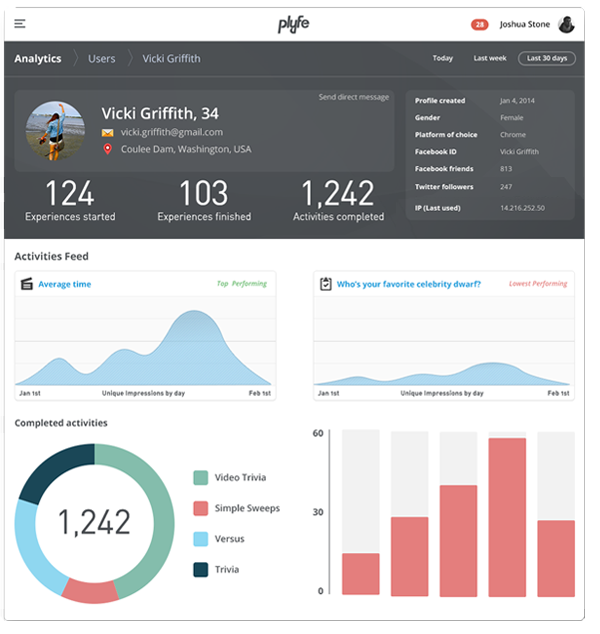 plyfe
28
Joshua Stone
Analytics
Users
Vicki Griffith
Today
Last week
Last 30 days
Send direct message
Vicki Griffith, 34
vicki.griffith@gmail.com
Coulee Dam, Washington, USA
124
Experiences started
103
Experiences finished
1,242
Activities completed
Profile created Jan 4, 2014
Gender Female
Platform of choice Chrome
Facebook ID Vicki Griffith
Facebook friends 813
Twitter followers 247
IP (Last used) 14.216.252.50
Activities Feed
Average time
Top Performing
Jan 1st
Unique Impressions by day
Feb 1st
Who's your favorite celebrity dwarf?
Lowest Performing
Jan 1st
Unique Impressions by day
Feb 1st
Completed activities
1,242
Video Trivia
Simple Sweeps
Versus
Trivia
60
30
0